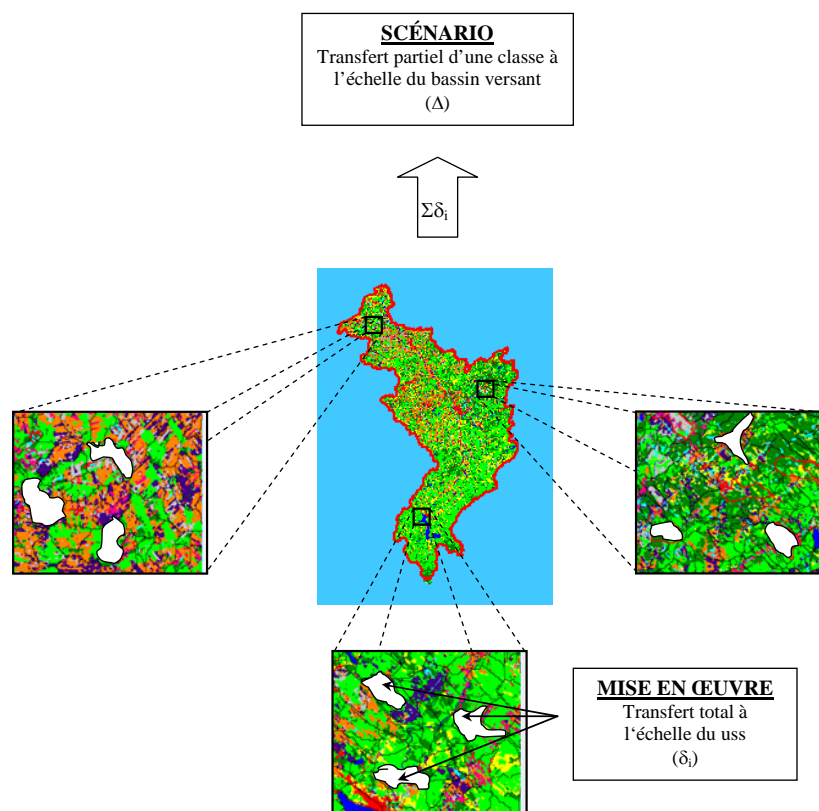 SCÉNARIO
Transfert partiel d’une classe à
l’échelle du bassin versant
(Δ)
Σδi
MISE EN ŒUVRE
Transfert total à
l‘échelle du uss
(δi)